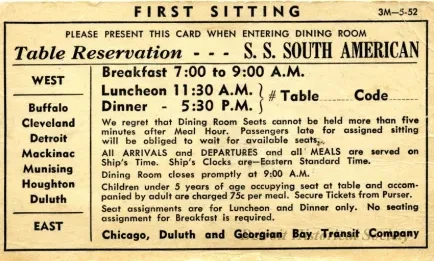 FIRST SITTING
3M—5-52
PLEASE PRESENT THIS CARD WHEN ENTERING DINING ROOM
Table Reservation - - - S. S. SOUTH AMERICAN
WEST
Buffalo
Cleveland
Detroit
Mackinac
Munising
Houghton
Duluth
EAST
Breakfast 7:00 to 9:00 A.M.
Luncheon 11:30 A.M.
Dinner - 5:30 P.M.
# Table Code
We regret that Dining Room Seats cannot be held more than five
minutes after Meal Hour. Passengers late for assigned sitting
will be obliged to wait for available seats.
All ARRIVALS and DEPARTURES and all MEALS are served on
Ship's Time. Ship's Clocks are—Eastern Standard Time.
Dining Room closes promptly at 9:00 A.M.
Children under 5 years of age occupying seat at table and accom-
panied by adult are charged 75c per meal. Secure Tickets from Purser.
Seat assignments are for Luncheon and Dinner only. No seating
assignment for Breakfast is required.
Chicago, Duluth and Georgian Bay Transit Company